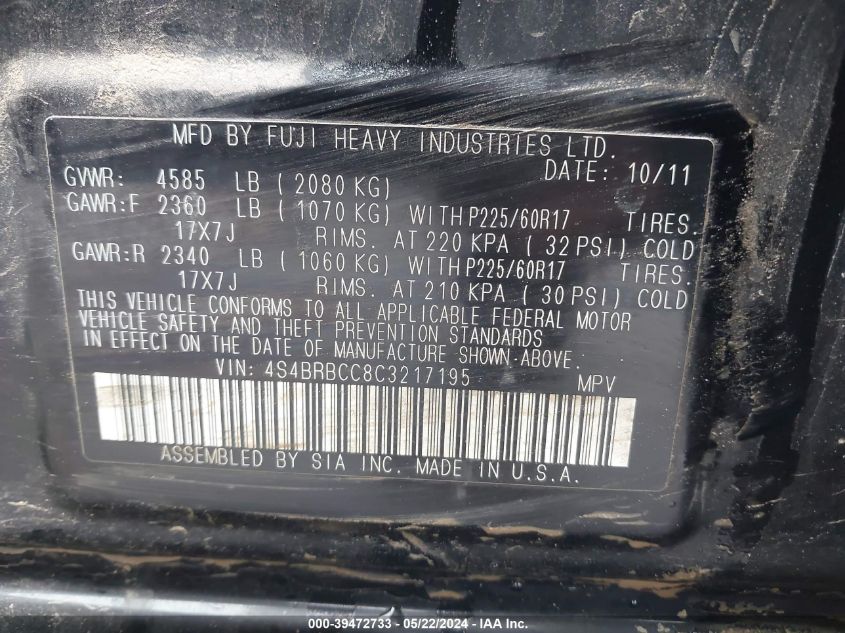 MFD BY FUJI HEAVY INDUSTRIES LTD.
DATE: 10/11
GVWR: 4585 LB ( 2080 KG)
GAWR:F 2360 LB ( 1070 KG) WITH P225/60R17 TIRES.
17X7J RIMS. AT 220 KPA ( 32 PSI) COLD
GAWR:R 2340 LB ( 1060 KG) WITH P225/60R17 TIRES.
17X7J RIMS. AT 210 KPA ( 30 PSI) COLD
THIS VEHICLE CONFORMS TO ALL APPLICABLE FEDERAL MOTOR
VEHICLE SAFETY AND THEFT PREVENTION STANDARDS
IN EFFECT ON THE DATE OF MANUFACTURE SHOWN ABOVE.
VIN: 4S4BRBCC8C3217195 MPV
ASSEMBLED BY SIA INC. MADE IN U.S.A.
000-39472733 - 05/22/2024 - IAA Inc.